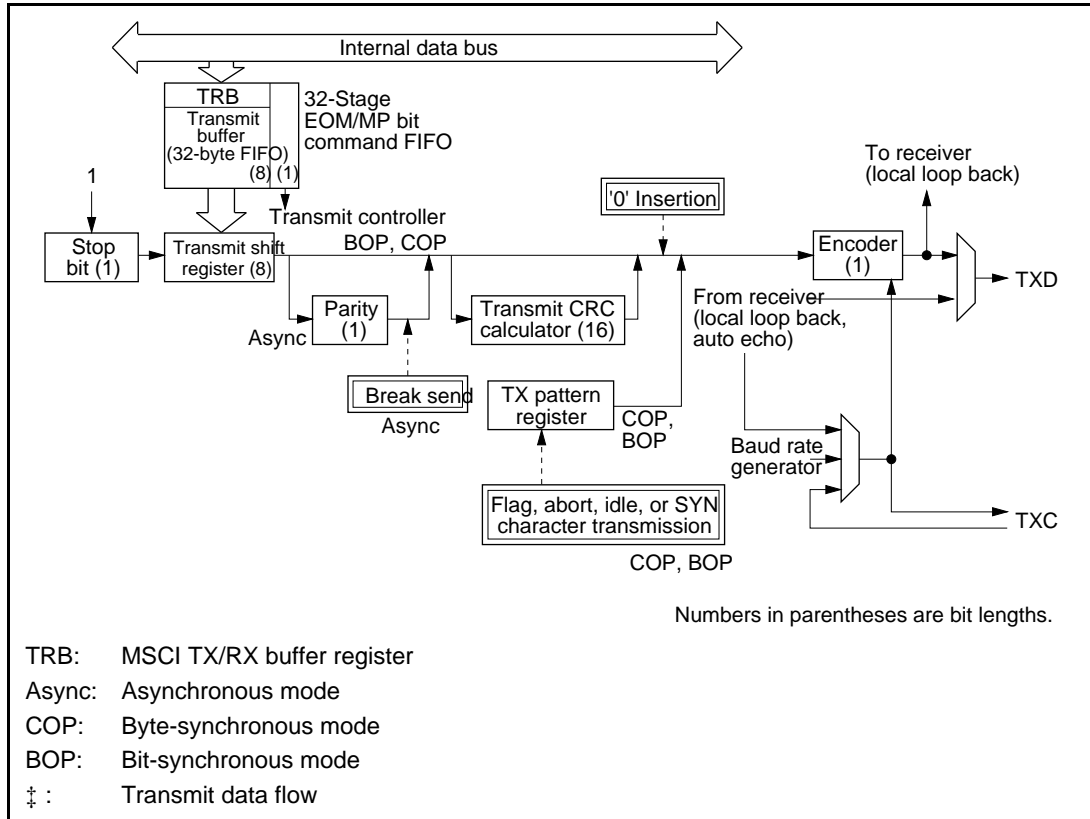 Internal data bus
TRB
Transmit
buffer
(32-byte FIFO)
(8) (1)
32-Stage
EOM/MP bit
command FIFO
1
Transmit controller
BOP, COP
'0' Insertion
To receiver
(local loop back)
Stop
bit (1)
Transmit shift
register (8)
Encoder
(1)
TXD
Async
Parity
(1)
Transmit CRC
calculator (16)
From receiver
(local loop back,
auto echo)
Break send
Async
TX pattern
register
COP,
BOP
Baud rate
generator
Flag, abort, idle, or SYN
character transmission
COP, BOP
TXC
Numbers in parentheses are bit lengths.
TRB: MSCI TX/RX buffer register
Async: Asynchronous mode
COP: Byte-synchronous mode
BOP: Bit-synchronous mode
‡ : Transmit data flow